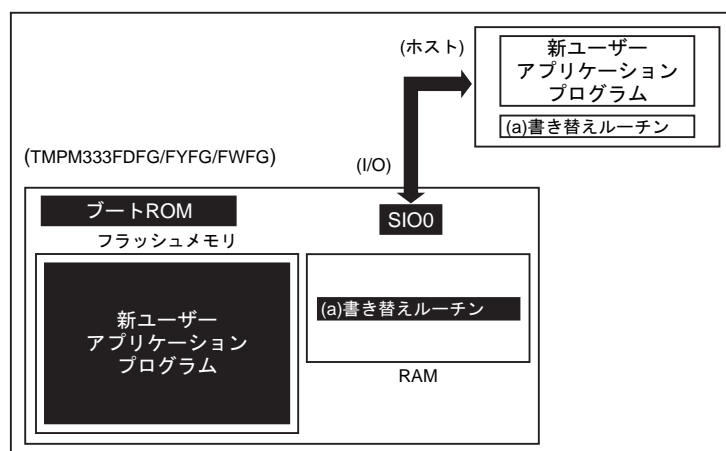 (ホスト)
新ユーザー
アプリケーション
プログラム
(a)書き替えルーチン
(TMPM333FDFG/FYFG/FWFG)
(I/O)
ブートROM
SIO0
フラッシュメモリ
新ユーザー
アプリケーション
プログラム
(a)書き替えルーチン
RAM